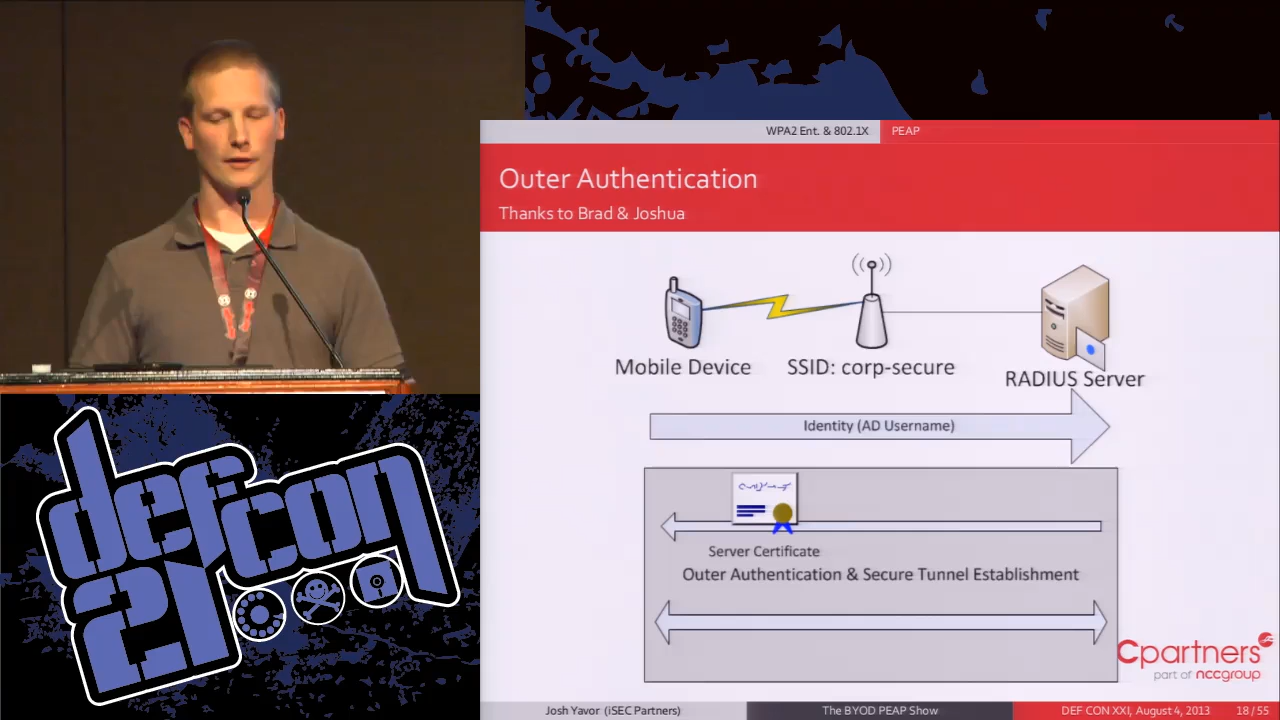 WPA2 Ent. & 802.1X PEAP
Outer Authentication
Thanks to Brad & Joshua
Mobile Device
SSID: corp-secure
RADIUS Server
Identity (AD Username)
Server Certificate
Outer Authentication & Secure Tunnel Establishment
Cpartners
part of nccgroup
Josh Yavor (iSEC Partners) The BYOD PEAP Show DEF CON XXI, August 4, 2013 18 / 55
defcon
21